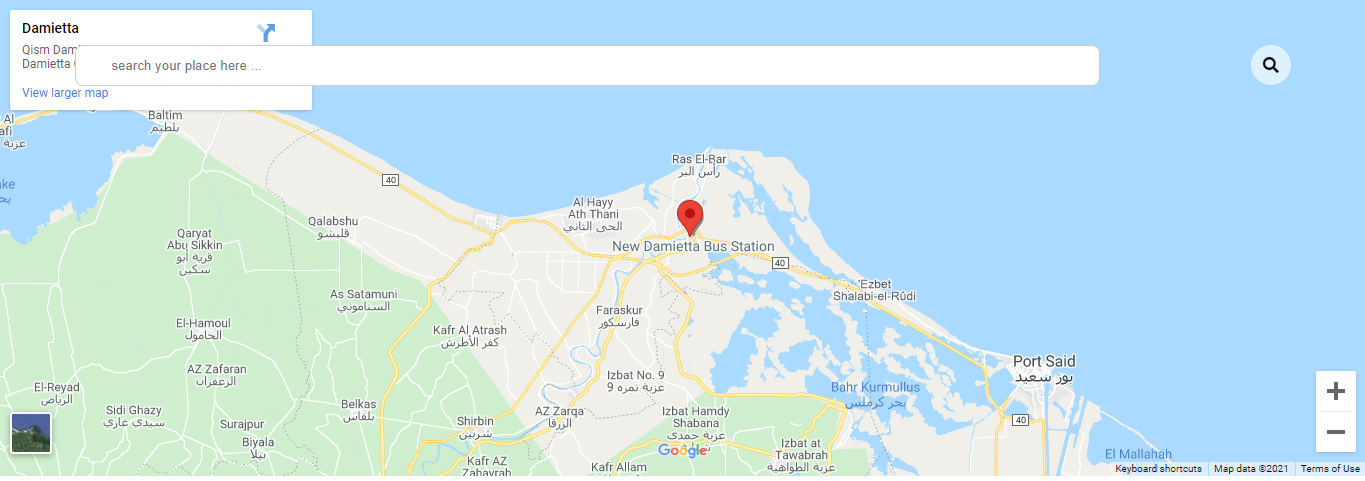 Damietta
Qism Dam
Damietta
search your place here ...
View larger map
Al
afi
عزبة
Baltim
بلطيم
Ras El-Bar
رأس البر
40
Al Hayy
Ath Thani
الحى الثاني
Qalabshu
قلبشو
Qaryat
Abu Sikkin
قرية أبو
سكين
New Damietta Bus Station
40
'Ezbet
Shalabi-el-Rûdi
As Satamuni
الستاموني
Faraskur
فارسكور
El-Hamoul
الحامول
Kafr Al Atrash
كفر الأطرش
Port Said
بور سعيد
AZ Zafaran
الزعفران
Izbat No. 9
عزبة نمره 9
El-Reyad
الرياض
Bahr Kurmullus
بحر كرملس
Sidi Ghazy
سيدي غازي
Belkas
بلقاس
AZ Zarqa
الزرقا
Izbat Hamdy
Shabana
عزبة حمدى
Shirbin
شربين
Surajpur
40
Biyala
بيلا
Izbat at
Tawabrah
عزبة الطواهية
Google
El Mallahah
Kafr AZ
Zahayrah
Kafr Allam
Keyboard shortcuts
Map data ©2021
Terms of Use